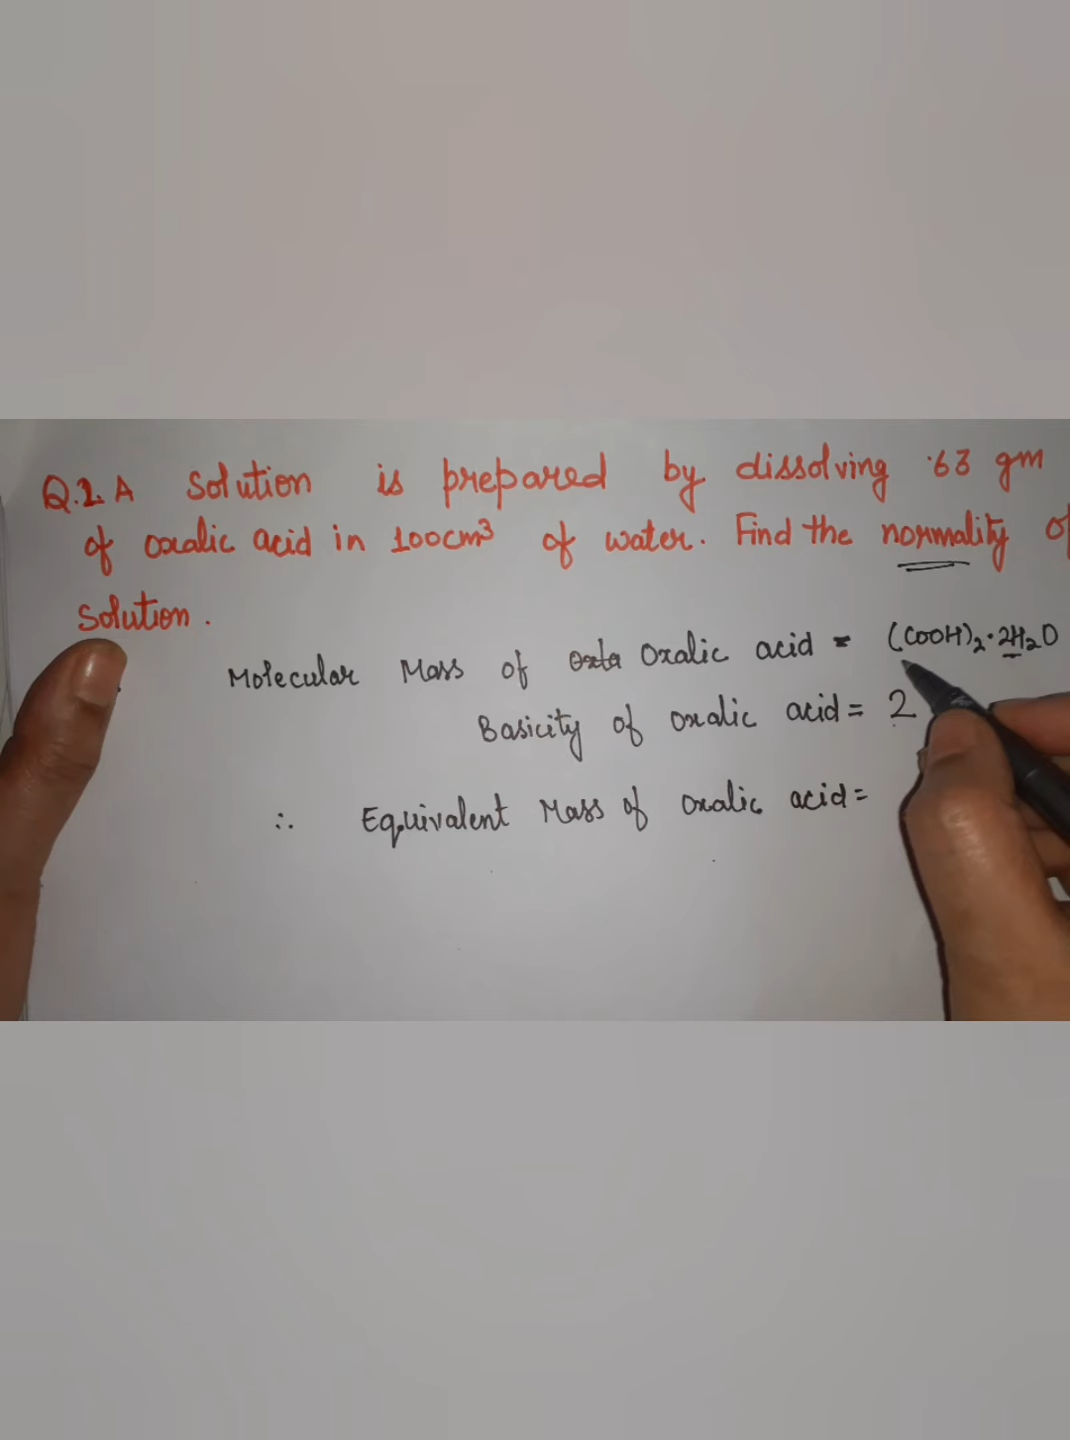 Q.1. A solution is prepared by dissolving .63 gm
of oxalic acid in 100cm³ of water. Find the normality of
solution.
Molecular Mass of Oxalic acid = (COOH)₂.2H₂O
Basicity of oxalic acid = 2
∴ Equivalent Mass of oxalic acid =